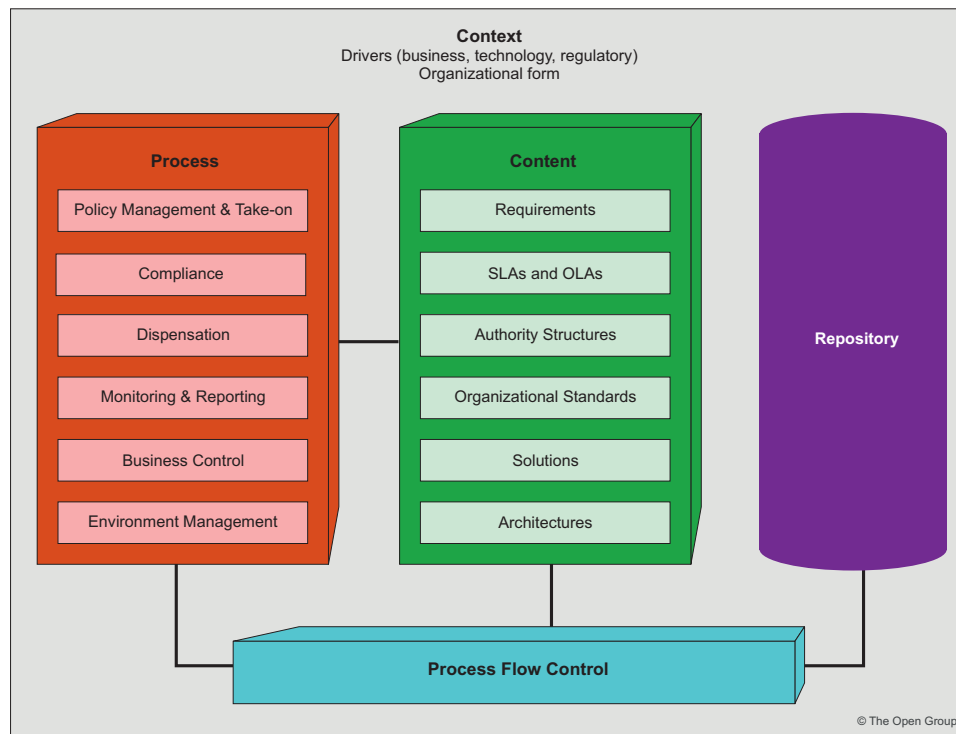 Context
Drivers (business, technology, regulatory)
Organizational form
Process
Policy Management & Take-on
Compliance
Dispensation
Monitoring & Reporting
Business Control
Environment Management
Content
Requirements
SLAs and OLAs
Authority Structures
Organizational Standards
Solutions
Architectures
Repository
Process Flow Control
© The Open Group